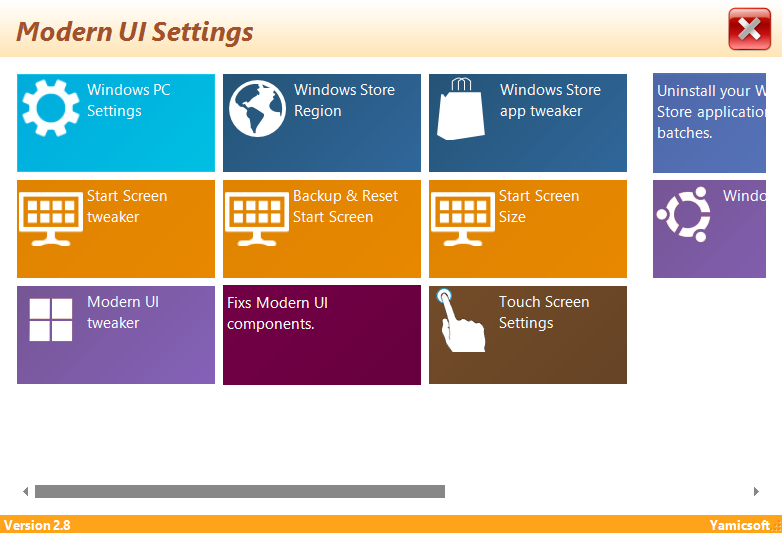 Modern UI Settings
Windows PC
Settings
Windows Store
Region
Windows Store
app tweaker
Uninstall your W
Store application
batches.
Start Screen
tweaker
Backup & Reset
Start Screen
Start Screen
Size
Windo
Modern UI
tweaker
Fixs Modern UI
components.
Touch Screen
Settings
Version 2.8
Yamicsoft